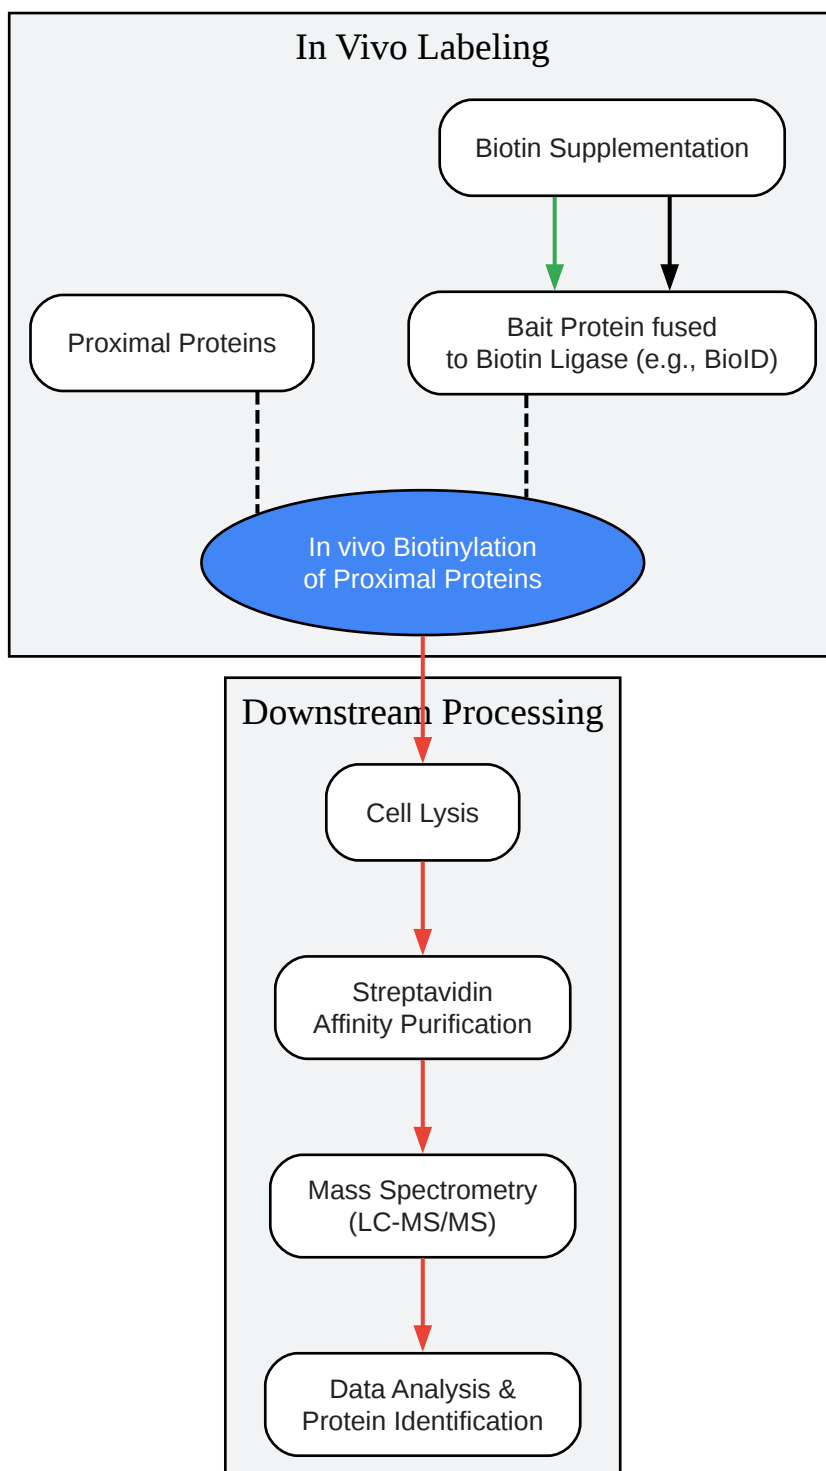 In Vivo Labeling
Biotin Supplementation
Proximal Proteins
Bait Protein fused
to Biotin Ligase (e.g., BioID)
In vivo Biotinylation
of Proximal Proteins
Downstream Processing
Cell Lysis
Streptavidin
Affinity Purification
Mass Spectrometry
(LC-MS/MS)
Data Analysis &
Protein Identification